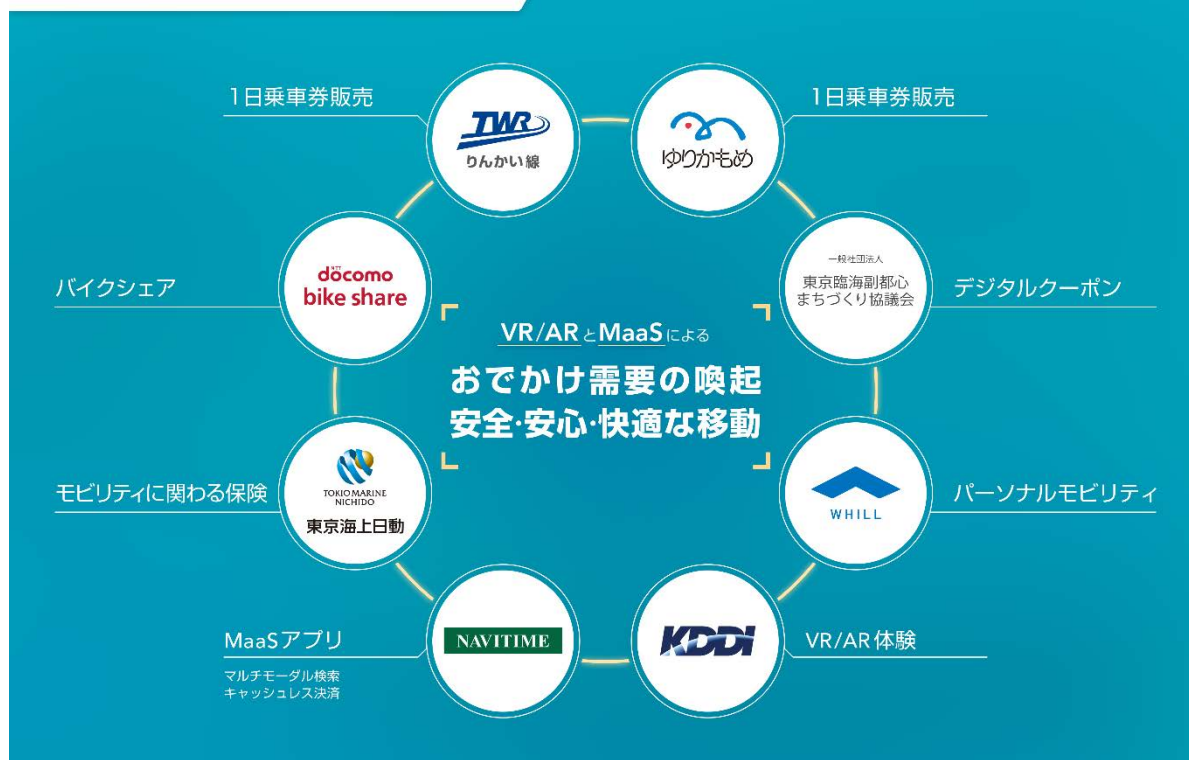 1日乗車券販売
TWR
りんかい線
ゆりかもめ
1日乗車券販売
バイクシェア
döcomo
bike share
一般社団法人
東京臨海副都心
まちづくり協議会
デジタルクーポン
VR/ARとMaaSによる
おでかけ需要の喚起
安全・安心・快適な移動
モビリティに関わる保険
TOKIO MARINE
NICHIDO
東京海上日動
WHILL
パーソナルモビリティ
MaaSアプリ
マルチモーダル検索
キャッシュレス決済
NAVITIME
KDDI
VR/AR体験